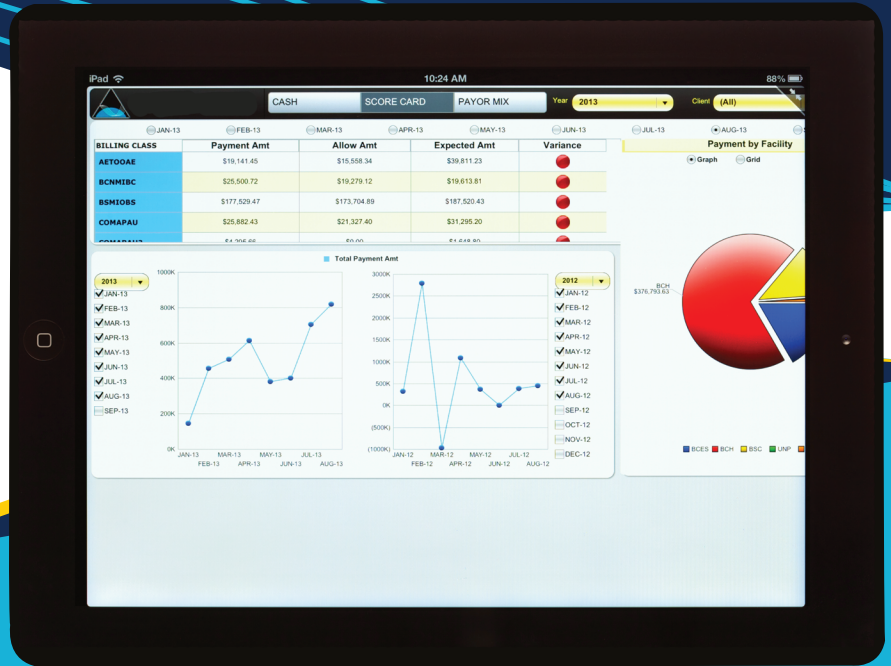 iPad 10:24 AM 88%
CASH SCORE CARD PAYOR MIX Year 2013 Client (All)
JAN-13 FEB-13 MAR-13 APR-13 MAY-13 JUN-13 JUL-13 AUG-13
BILLING CLASS Payment Amt Allow Amt Expected Amt Variance
AETOOAE $19,141.45 $15,558.34 $39,811.23
BCNMIBC $25,500.72 $19,279.12 $19,613.81
BSMIOBS $177,529.47 $173,704.89 $187,520.43
COMAPAU $25,882.43 $21,327.40 $31,295.20
Payment by Facility
Graph Grid
BCH
$376,793.63
BCES BCH BSC UNP
Total Payment Amt
2013
JAN-13
FEB-13
MAR-13
APR-13
MAY-13
JUN-13
JUL-13
AUG-13
SEP-13
1000K
800K
600K
400K
200K
0K
JAN-13 MAR-13 MAY-13 JUL-13
FEB-13 APR-13 JUN-13 AUG-13
3000K
2500K
2000K
1500K
1000K
500K
0K
(500K)
(1000K)
JAN-12 MAR-12 MAY-12 JUL-12
FEB-12 APR-12 JUN-12 AUG-12
2012
JAN-12
FEB-12
MAR-12
APR-12
MAY-12
JUN-12
JUL-12
AUG-12
SEP-12
OCT-12
NOV-12
DEC-12